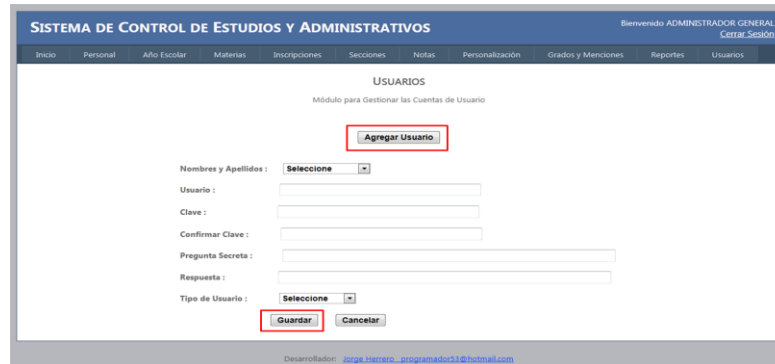 SISTEMA DE CONTROL DE ESTUDIOS Y ADMINISTRATIVOS
Bienvenido ADMINISTRADOR GENERAL
Cerrar Sesión
Inicio Personal Año Escolar Materias Inscripciones Secciones Notas Personalización Grados y Menciones Reportes Usuarios
USUARIOS
Módulo para Gestionar las Cuentas de Usuario
Agregar Usuario
Nombres y Apellidos : Seleccione
Usuario :
Clave :
Confirmar Clave :
Pregunta Secreta :
Respuesta :
Tipo de Usuario : Seleccione
Guardar Cancelar
Desarrollador: Jorge Herrero programador53@hotmail.com